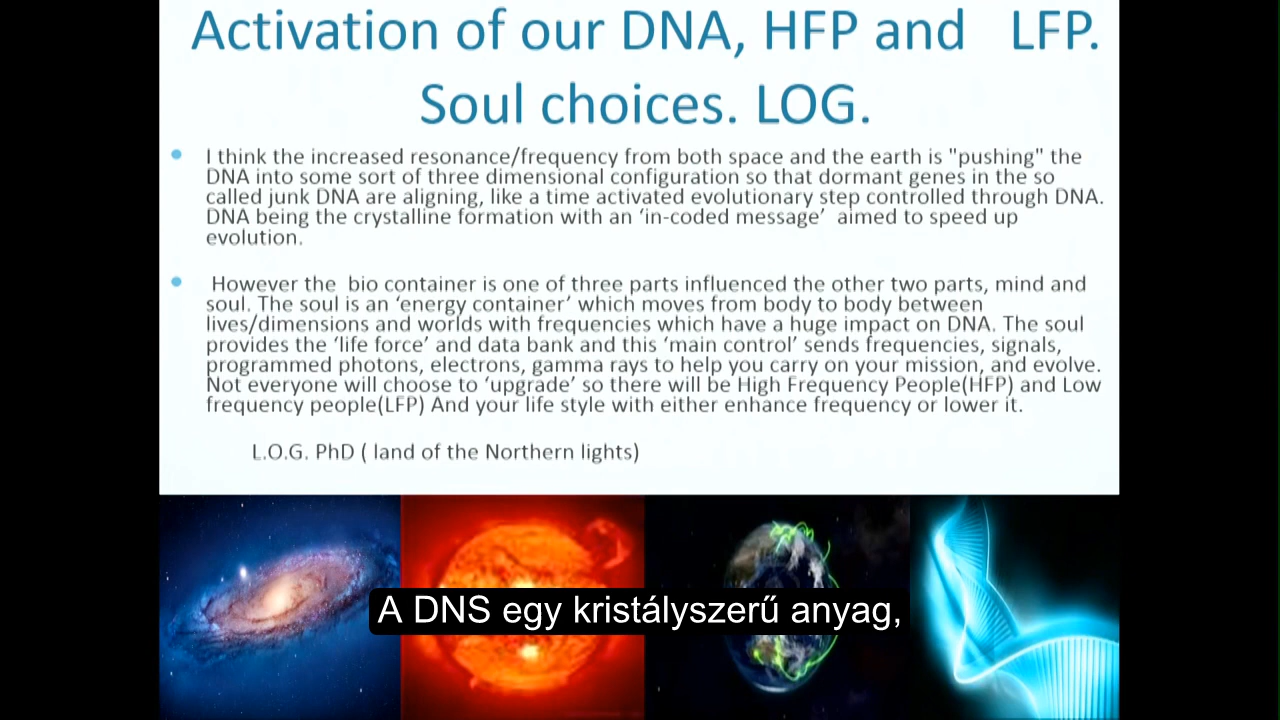 Activation of our DNA, HFP and LFP.
Soul choices. LOG.
I think the increased resonance/frequency from both space and the earth is "pushing" the
DNA into some sort of three dimensional configuration so that dormant genes in the so
called junk DNA are aligning, like a time activated evolutionary step controlled through DNA.
DNA being the crystalline formation with an ‘in-coded message’ aimed to speed up
evolution.
However the bio container is one of three parts influenced the other two parts, mind and
soul. The soul is an ‘energy container’ which moves from body to body between
lives/dimensions and worlds with frequencies which have a huge impact on DNA. The soul
provides the ‘life force’ and data bank and this ‘main control’ sends frequencies, signals,
programmed photons, electrons, gamma rays to help you carry on your mission, and evolve.
Not everyone will choose to ‘upgrade’ so there will be High Frequency People(HFP) and Low
frequency people(LFP) And your life style with either enhance frequency or lower it.
L.O.G. PhD ( land of the Northern lights)
A DNS egy kristályszerű anyag,